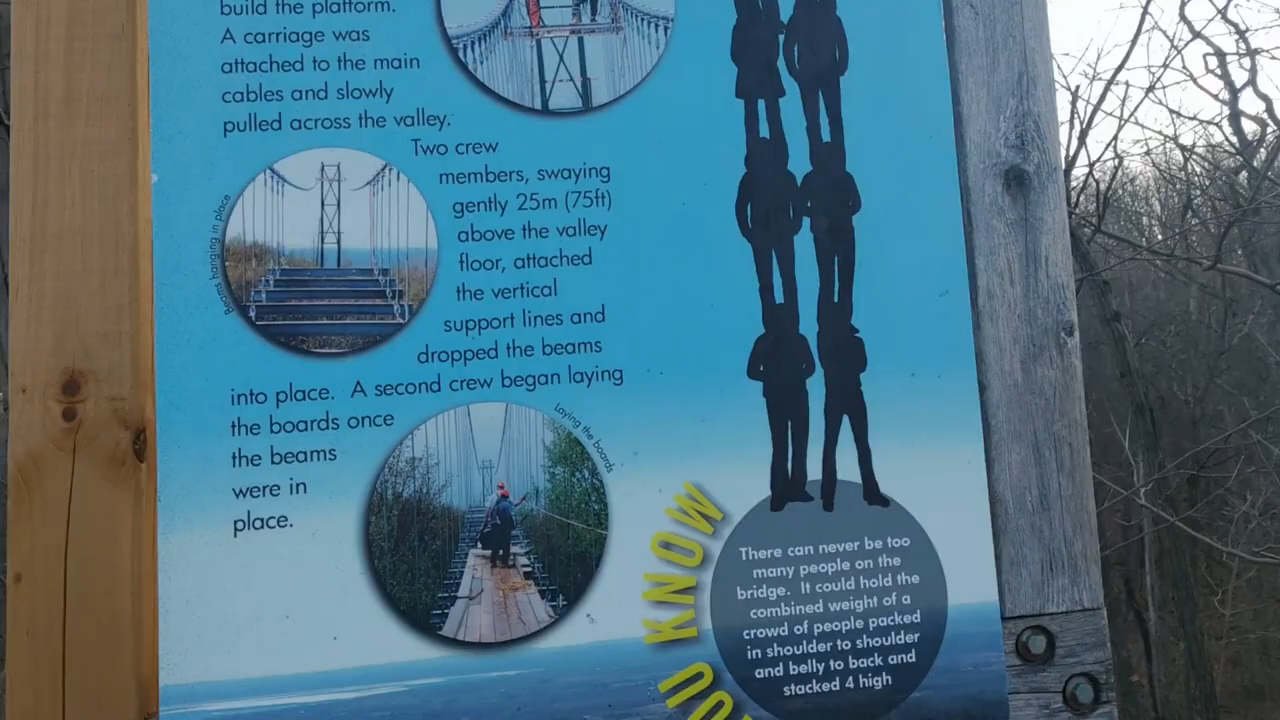 build the platform.
A carriage was
attached to the main
cables and slowly
pulled across the valley.
Two crew
members, swaying
gently 25m (75ft)
above the valley
floor, attached
the vertical
support lines and
dropped the beams
into place. A second crew began laying
the boards once
the beams
were in
place.
Beams hanging in place
Laying the boards
YOU KNOW
There can never be too
many people on the
bridge. It could hold the
combined weight of a
crowd of people packed
in shoulder to shoulder
and belly to back and
stacked 4 high